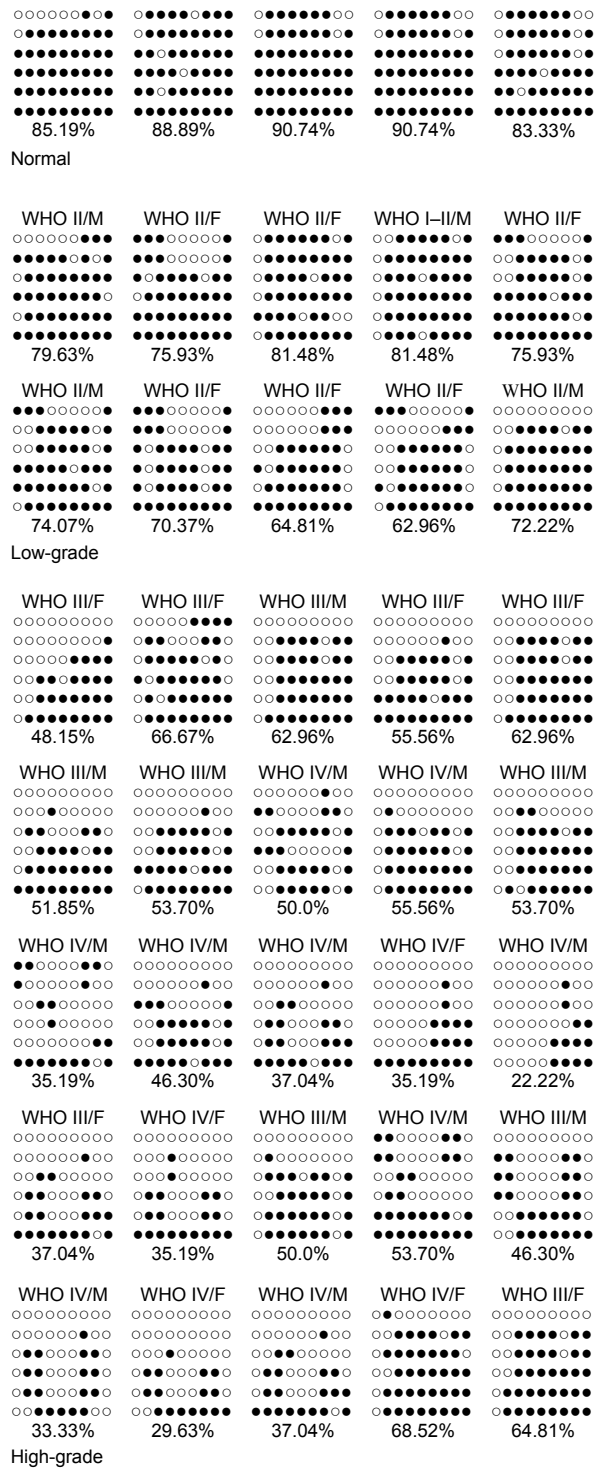 85.19% 88.89% 90.74% 90.74% 83.33%
Normal
WHO II/M WHO II/F WHO II/F WHO I–II/M WHO II/F
79.63% 75.93% 81.48% 81.48% 75.93%
WHO II/M WHO II/F WHO II/F WHO II/F WHO II/M
74.07% 70.37% 64.81% 62.96% 72.22%
Low-grade
WHO III/F WHO III/F WHO III/M WHO III/F WHO III/F
48.15% 66.67% 62.96% 55.56% 62.96%
WHO III/M WHO III/M WHO IV/M WHO IV/M WHO III/M
51.85% 53.70% 50.0% 55.56% 53.70%
WHO IV/M WHO IV/M WHO IV/M WHO IV/F WHO IV/M
35.19% 46.30% 37.04% 35.19% 22.22%
WHO III/F WHO IV/F WHO III/M WHO IV/M WHO III/M
37.04% 35.19% 50.0% 53.70% 46.30%
WHO IV/M WHO IV/F WHO IV/M WHO IV/F WHO III/F
33.33% 29.63% 37.04% 68.52% 64.81%
High-grade